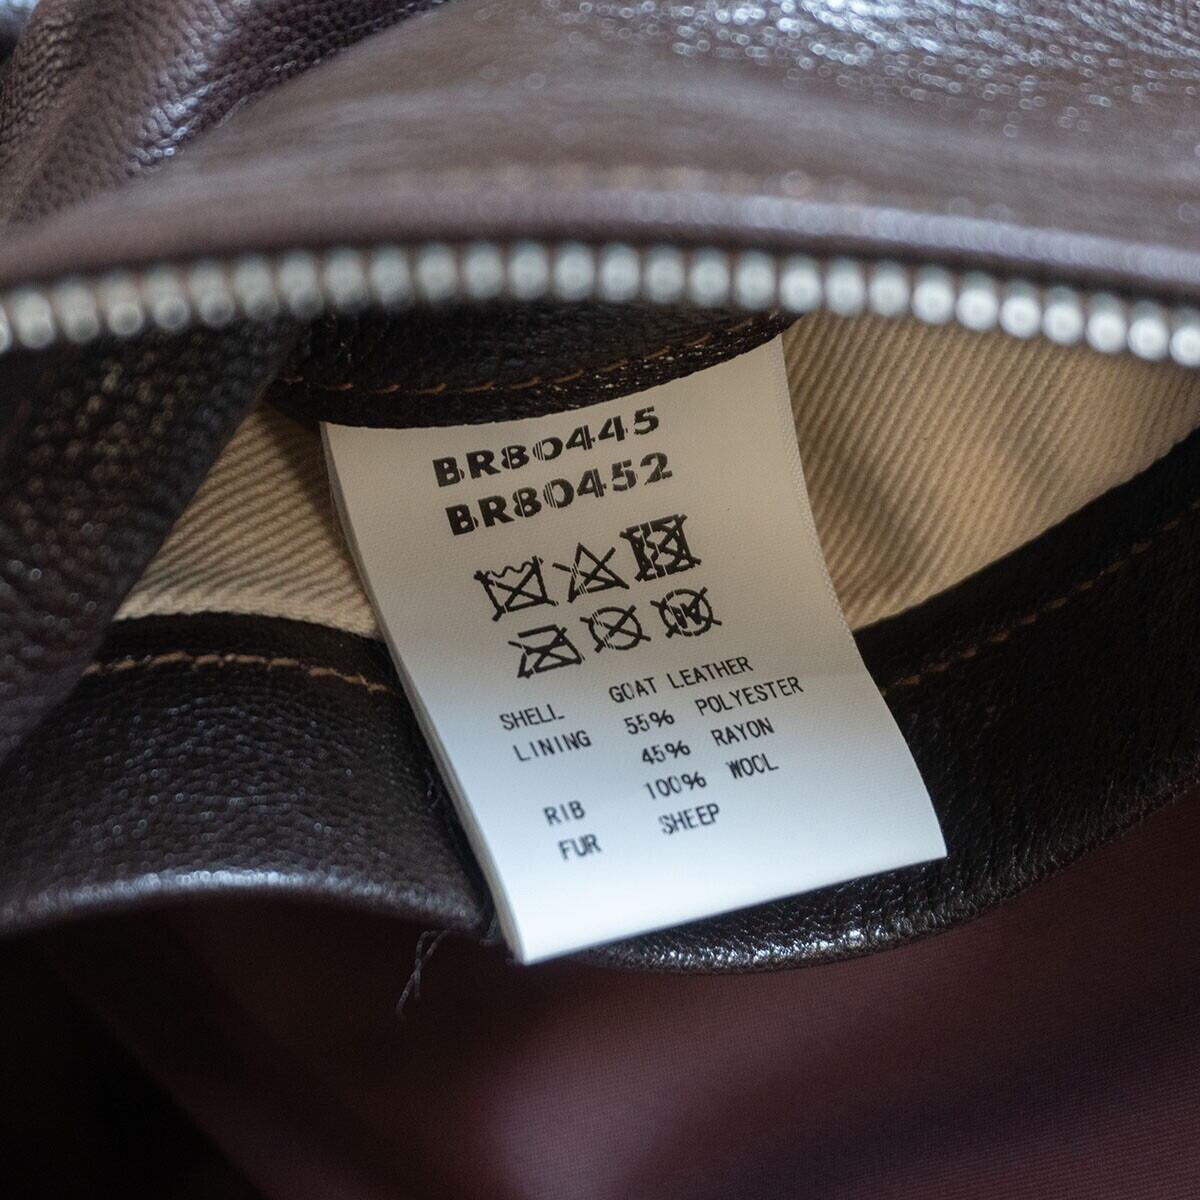 BR80445
BR80452
SHELL GOAT LEATHER
LINING 55% POLYESTER
45% RAYON
RIB 100% WOOL
FUR SHEEP